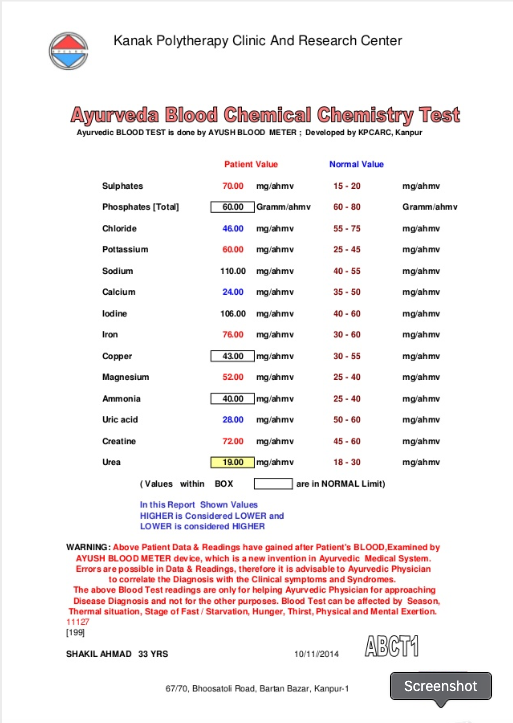 Kanak Polytherapy Clinic And Research Center
Ayurveda Blood Chemical Chemistry Test
Ayurvedic BLOOD TEST is done by AYUSH BLOOD METER ; Developed by KPCARC, Kanpur
Patient Value Normal Value
Sulphates 70.00 mg/ahmv 15 - 20 mg/ahmv
Phosphates [Total] 60.00 Gramm/ahmv 60 - 80 Gramm/ahmv
Chloride 46.00 mg/ahmv 55 - 75 mg/ahmv
Pottassium 60.00 mg/ahmv 25 - 45 mg/ahmv
Sodium 110.00 mg/ahmv 40 - 55 mg/ahmv
Calcium 24.00 mg/ahmv 35 - 50 mg/ahmv
Iodine 106.00 mg/ahmv 40 - 60 mg/ahmv
Iron 76.00 mg/ahmv 30 - 60 mg/ahmv
Copper 43.00 mg/ahmv 30 - 55 mg/ahmv
Magnesium 52.00 mg/ahmv 25 - 40 mg/ahmv
Ammonia 40.00 mg/ahmv 25 - 40 mg/ahmv
Uric acid 28.00 mg/ahmv 50 - 60 mg/ahmv
Creatine 72.00 mg/ahmv 45 - 60 mg/ahmv
Urea 19.00 mg/ahmv 18 - 30 mg/ahmv
( Values within BOX are in NORMAL Limit)
In this Report Shown Values
HIGHER is Considered LOWER and
LOWER is considered HIGHER
WARNING: Above Patient Data & Readings have gained after Patient's BLOOD,Examined by
AYUSH BLOOD METER device, which is a new invention in Ayurvedic Medical System.
Errors are possible in Data & Readings, therefore it is advisable to Ayurvedic Physician
to correlate the Diagnosis with the Clinical symptoms and Syndromes.
The above Blood Test readings are only for helping Ayurvedic Physician for approaching
Disease Diagnosis and not for the other purposes. Blood Test can be affected by Season,
Thermal situation, Stage of Fast / Starvation, Hunger, Thirst, Physical and Mental Exertion.
11127
[199]
SHAKIL AHMAD 33 YRS 10/11//2014 ABCT1
67/70, Bhoosatoli Road, Bartan Bazar, Kanpur-1
Screenshot